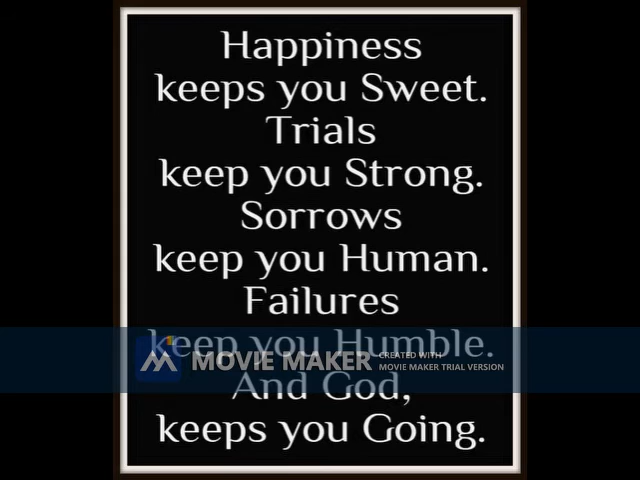 Happiness
keeps you Sweet.
Trials
keep you Strong.
Sorrows
keep you Human.
Failures
keep you Humble.
MOVIE MAKER
CREATED WITH
MOVIE MAKER TRIAL VERSION
And God,
keeps you Going.